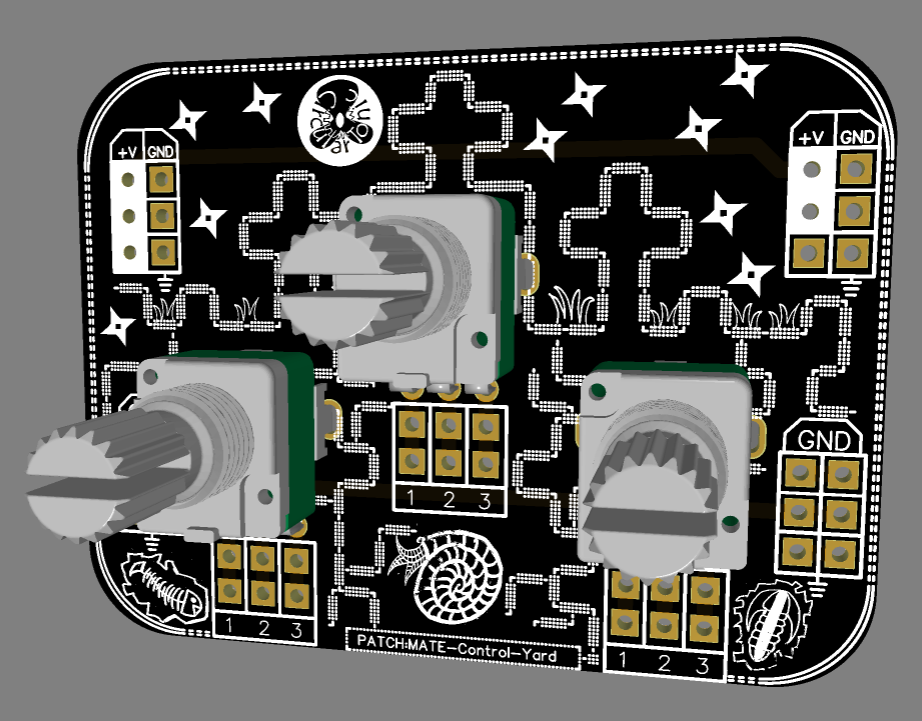 +V GND
+V GND
GND
1 2 3
1 2 3
1 2 3
PATCH:MATE-Control-Yard